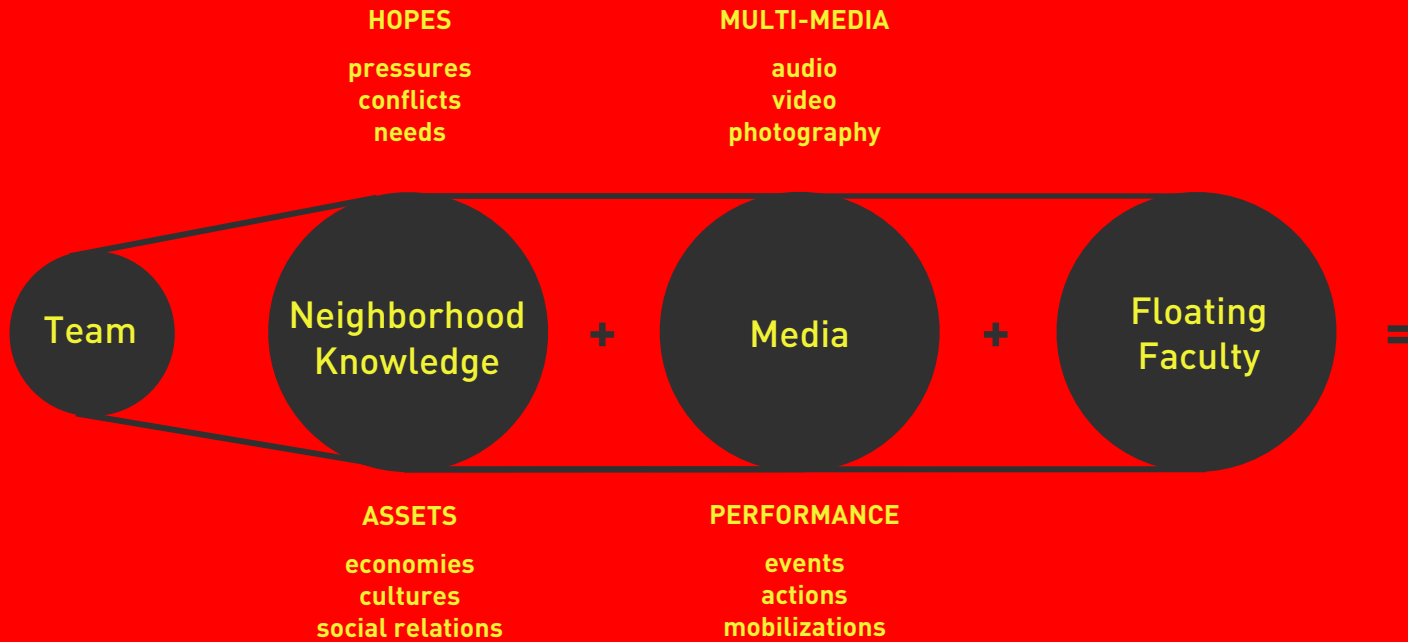 HOPES
pressures
conflicts
needs
MULTI-MEDIA
audio
video
photography
Team
Neighborhood
Knowledge
+
Media
+
Floating
Faculty
=
ASSETS
economies
cultures
social relations
PERFORMANCE
events
actions
mobilizations